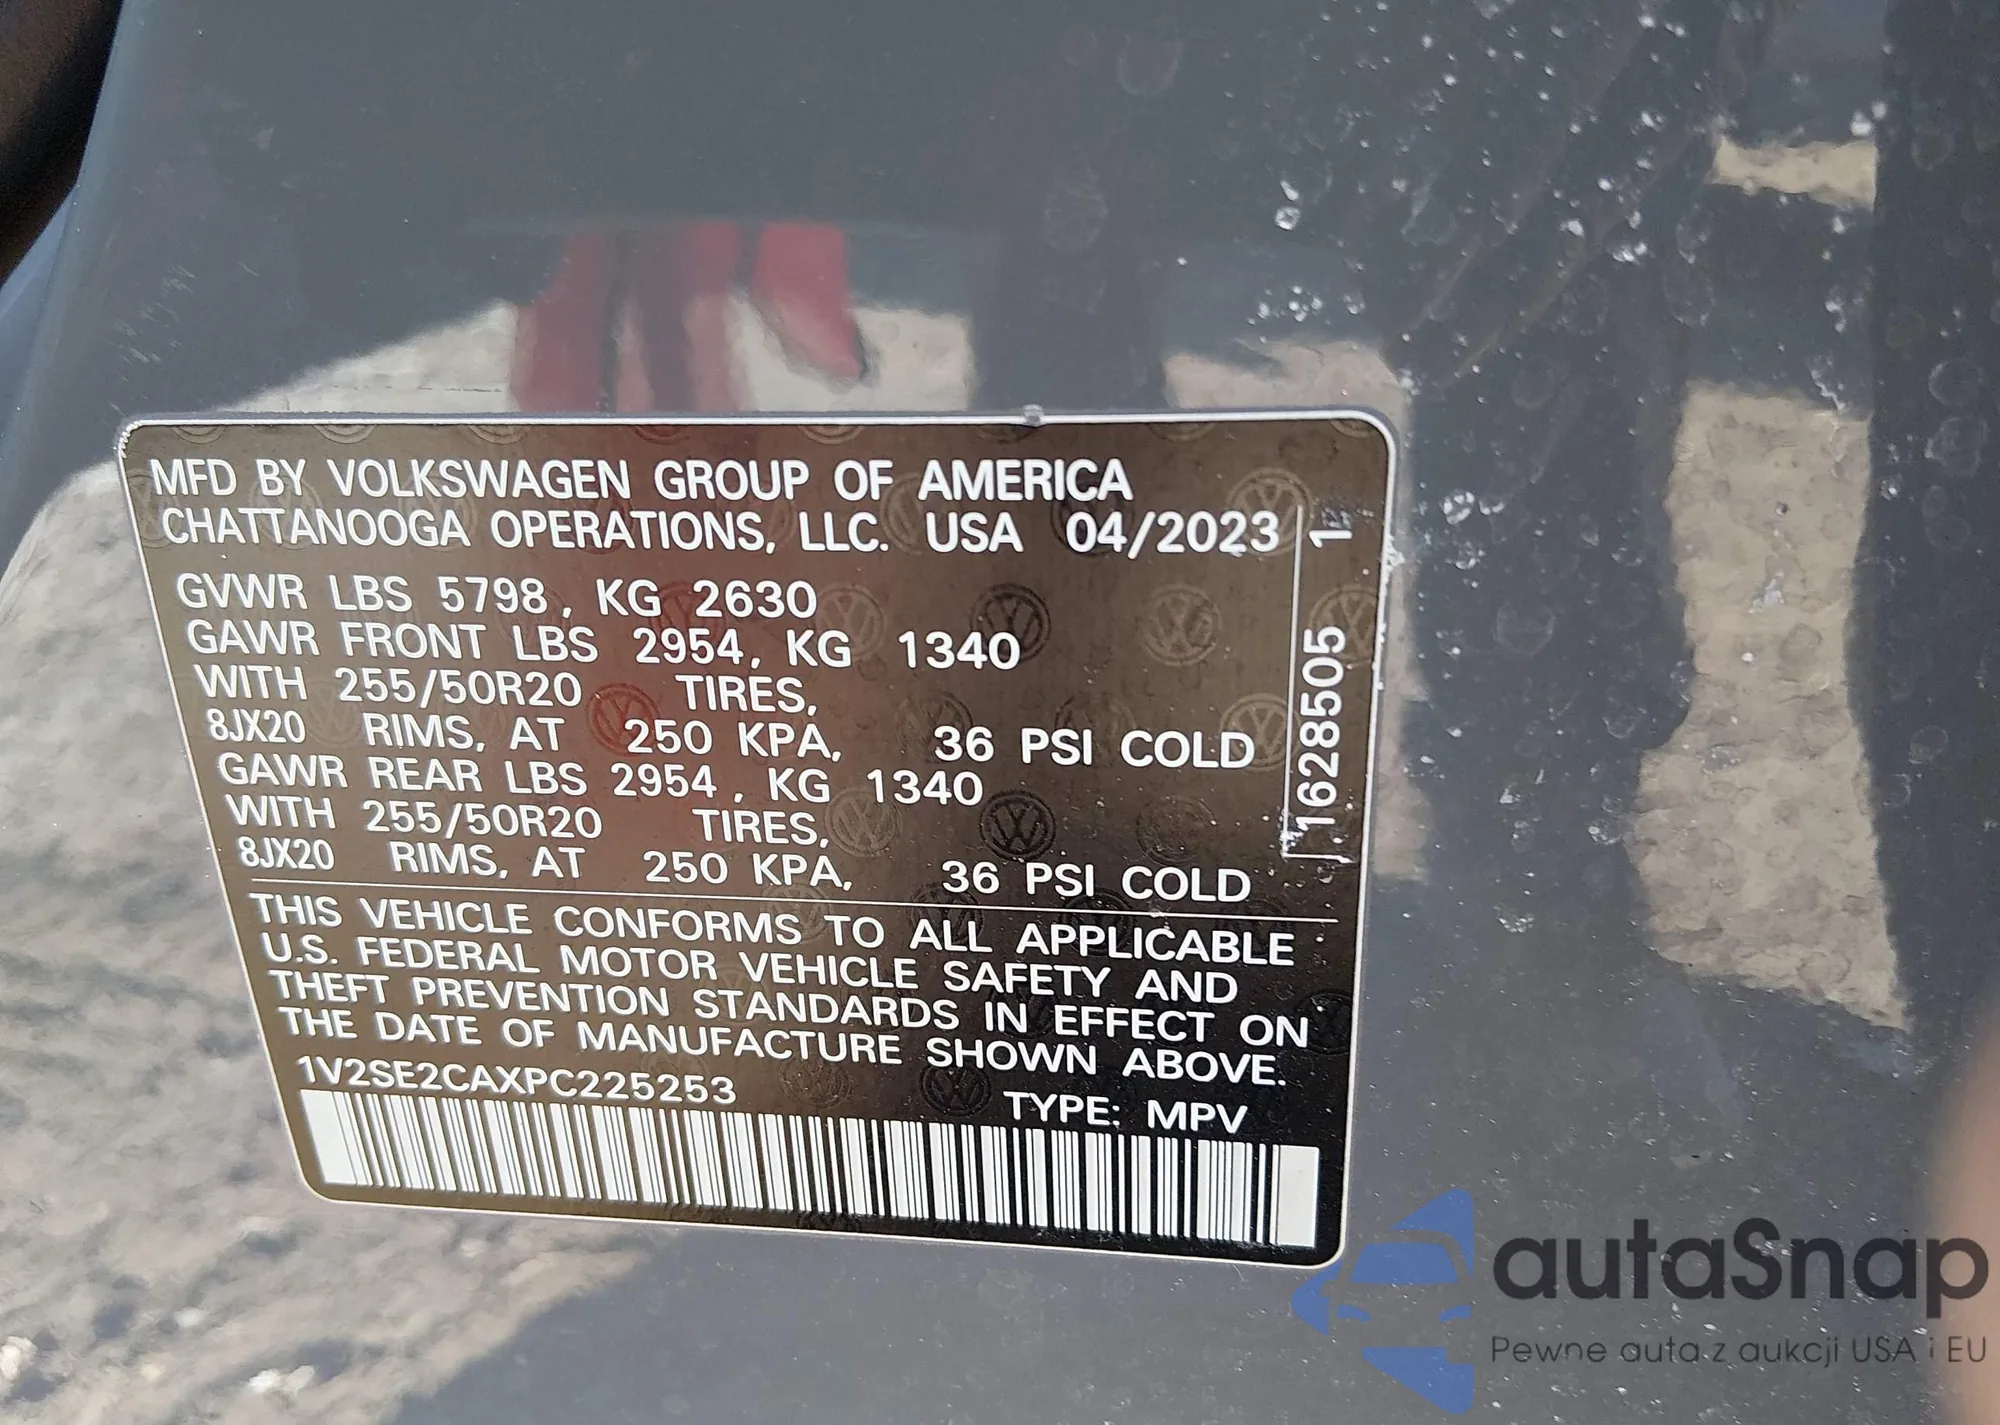 MFD BY VOLKSWAGEN GROUP OF AMERICA
CHATTANOOGA OPERATIONS, LLC. USA 04/2023
GVWR LBS 5798, KG 2630
GAWR FRONT LBS 2954, KG 1340
WITH 255/50R20 TIRES,
8JX20 RIMS, AT 250 KPA, 36 PSI COLD
GAWR REAR LBS 2954, KG 1340
WITH 255/50R20 TIRES,
8JX20 RIMS, AT 250 KPA, 36 PSI COLD
1628505 1
THIS VEHICLE CONFORMS TO ALL APPLICABLE
U.S. FEDERAL MOTOR VEHICLE SAFETY AND
THEFT PREVENTION STANDARDS IN EFFECT ON
THE DATE OF MANUFACTURE SHOWN ABOVE.
1V2SE2CAXPC225253
TYPE: MPV
autaSnap
Pewne auta z aukcji USA i EU